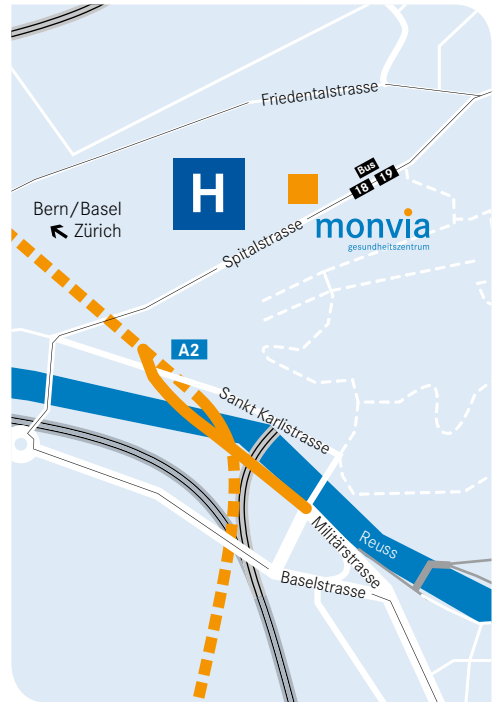 Friedentalstrasse
Bus
18 19
H
Bern/Basel
Zürich
monvia
gesundheitszentrum
Spitalstrasse
A2
Sankt Karlistrasse
Militärstrasse
Reuss
Baselstrasse